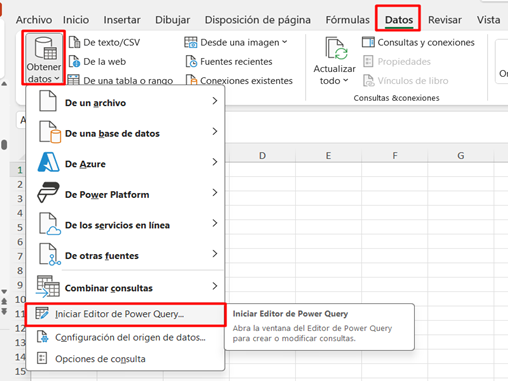 Archivo Inicio Insertar Dibujar Disposición de página Fórmulas Datos Revisar Vista
Obtener datos
De texto/CSV
De la web
De una tabla o rango
Desde una imagen
Fuentes recientes
Conexiones existentes
Actualizar todo
Consultas y conexiones
Propiedades
Vínculos de libro
Consultas &conexiones
De un archivo
De una base de datos
De Azure
De Power Platform
De los servicios en línea
De otras fuentes
Combinar consultas
Iniciar Editor de Power Query...
Configuración del origen de datos...
Opciones de consulta
Iniciar Editor de Power Query
Abra la ventana del Editor de Power Query
para crear o modificar consultas.
D E F G
1
2
3
4
5
6
7
8
9
10
11
12
13
14
15